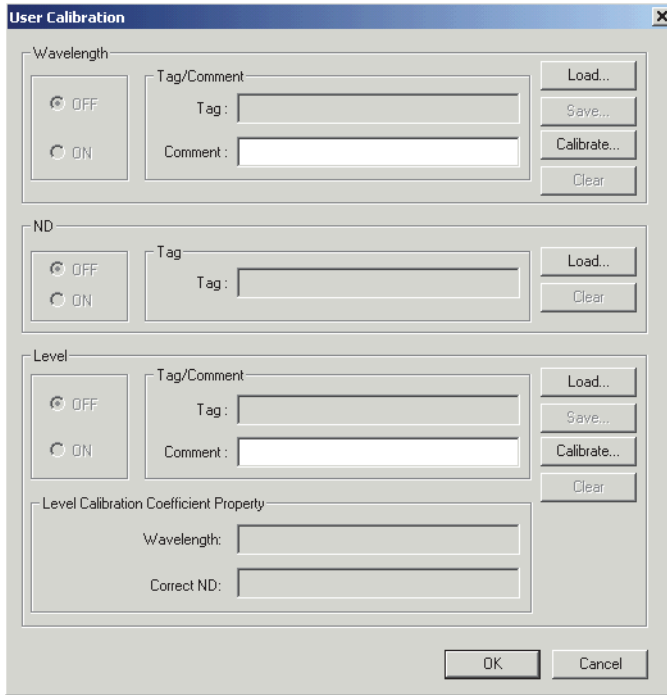 User Calibration
Wavelength
OFF
ON
Tag/Comment
Tag :
Comment :
Load...
Save...
Calibrate...
Clear
ND
OFF
ON
Tag
Tag :
Load...
Clear
Level
OFF
ON
Tag/Comment
Tag :
Comment :
Load...
Save...
Calibrate...
Clear
Level Calibration Coefficient Property
Wavelength:
Correct ND:
OK
Cancel